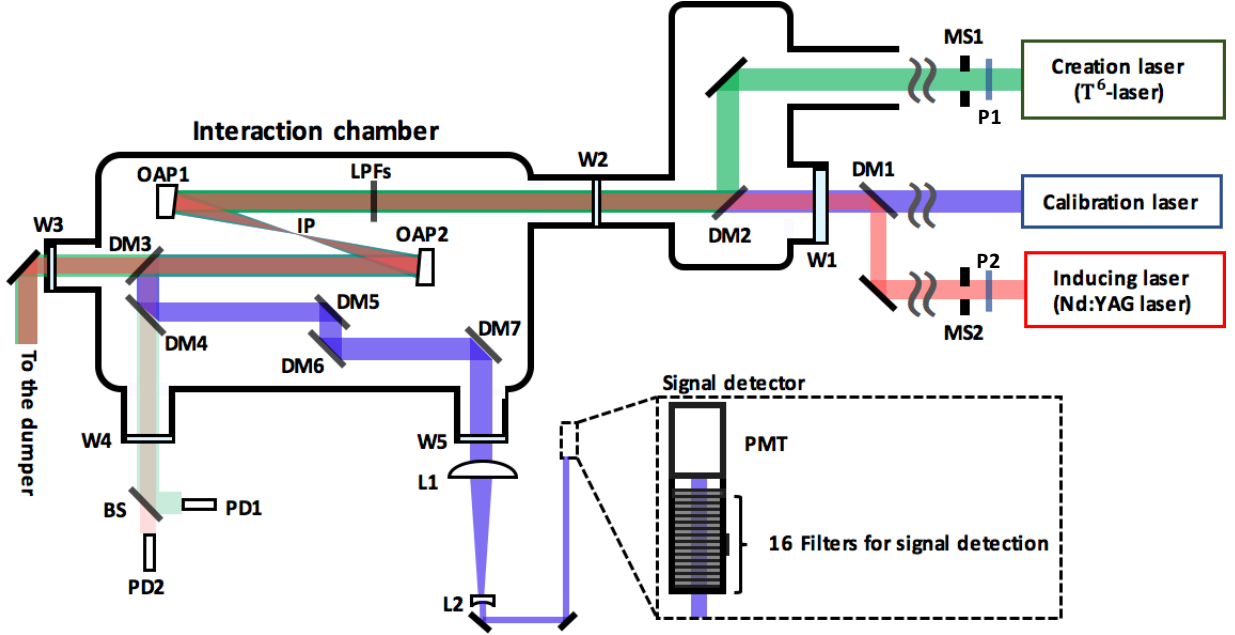 MS1
Creation laser
(T⁶-laser)
P1
Interaction chamber
OAP1
LPFs
W2
DM1
Calibration laser
W3
DM3
IP
OAP2
DM2
W1
P2
Inducing laser
(Nd:YAG laser)
MS2
DM5
DM7
DM4
DM6
To the dumper
Signal detector
W4
W5
PMT
L1
BS
PD1
16 Filters for signal detection
PD2
L2